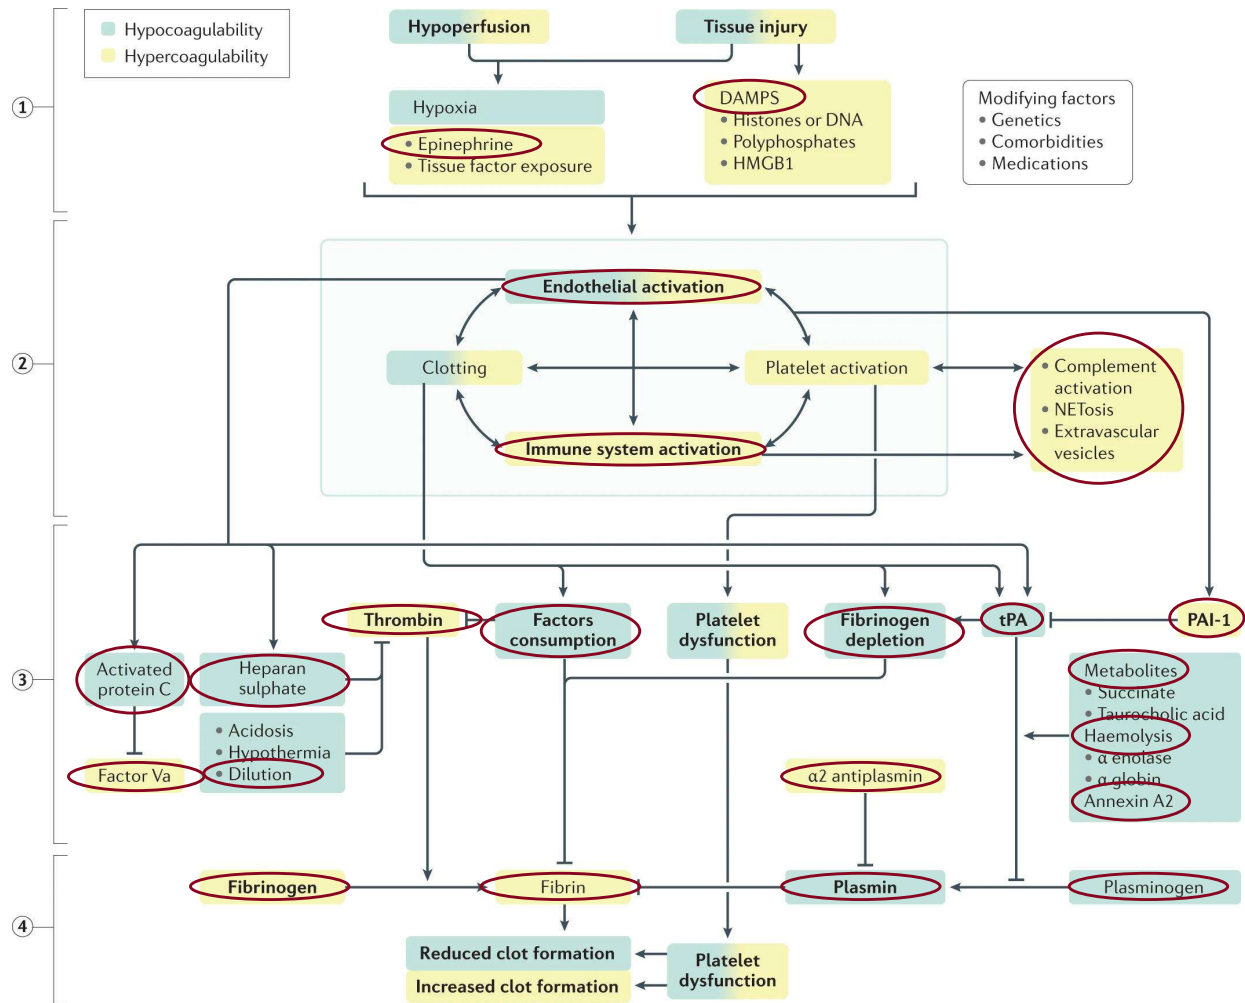 Hypocoagulability
Hypercoagulability
Hypoperfusion
Tissue injury
1
Hypoxia
• Epinephrine
• Tissue factor exposure
DAMPS
• Histones or DNA
• Polyphosphates
• HMGB1
Modifying factors
• Genetics
• Comorbidities
• Medications
2
Endothelial activation
Clotting
Platelet activation
Immune system activation
• Complement
activation
• NETosis
• Extravascular
vesicles
3
Thrombin
Factors
consumption
Platelet
dysfunction
Fibrinogen
depletion
tPA
PAI-1
Activated
protein C
Heparan
sulphate
• Acidosis
• Hypothermia
• Dilution
Factor Va
α2 antiplasmin
Metabolites
• Succinate
• Taurocholic acid
Haemolysis
• α enolase
• α globin
Annexin A2
4
Fibrinogen
Fibrin
Plasmin
Plasminogen
Reduced clot formation
Increased clot formation
Platelet
dysfunction